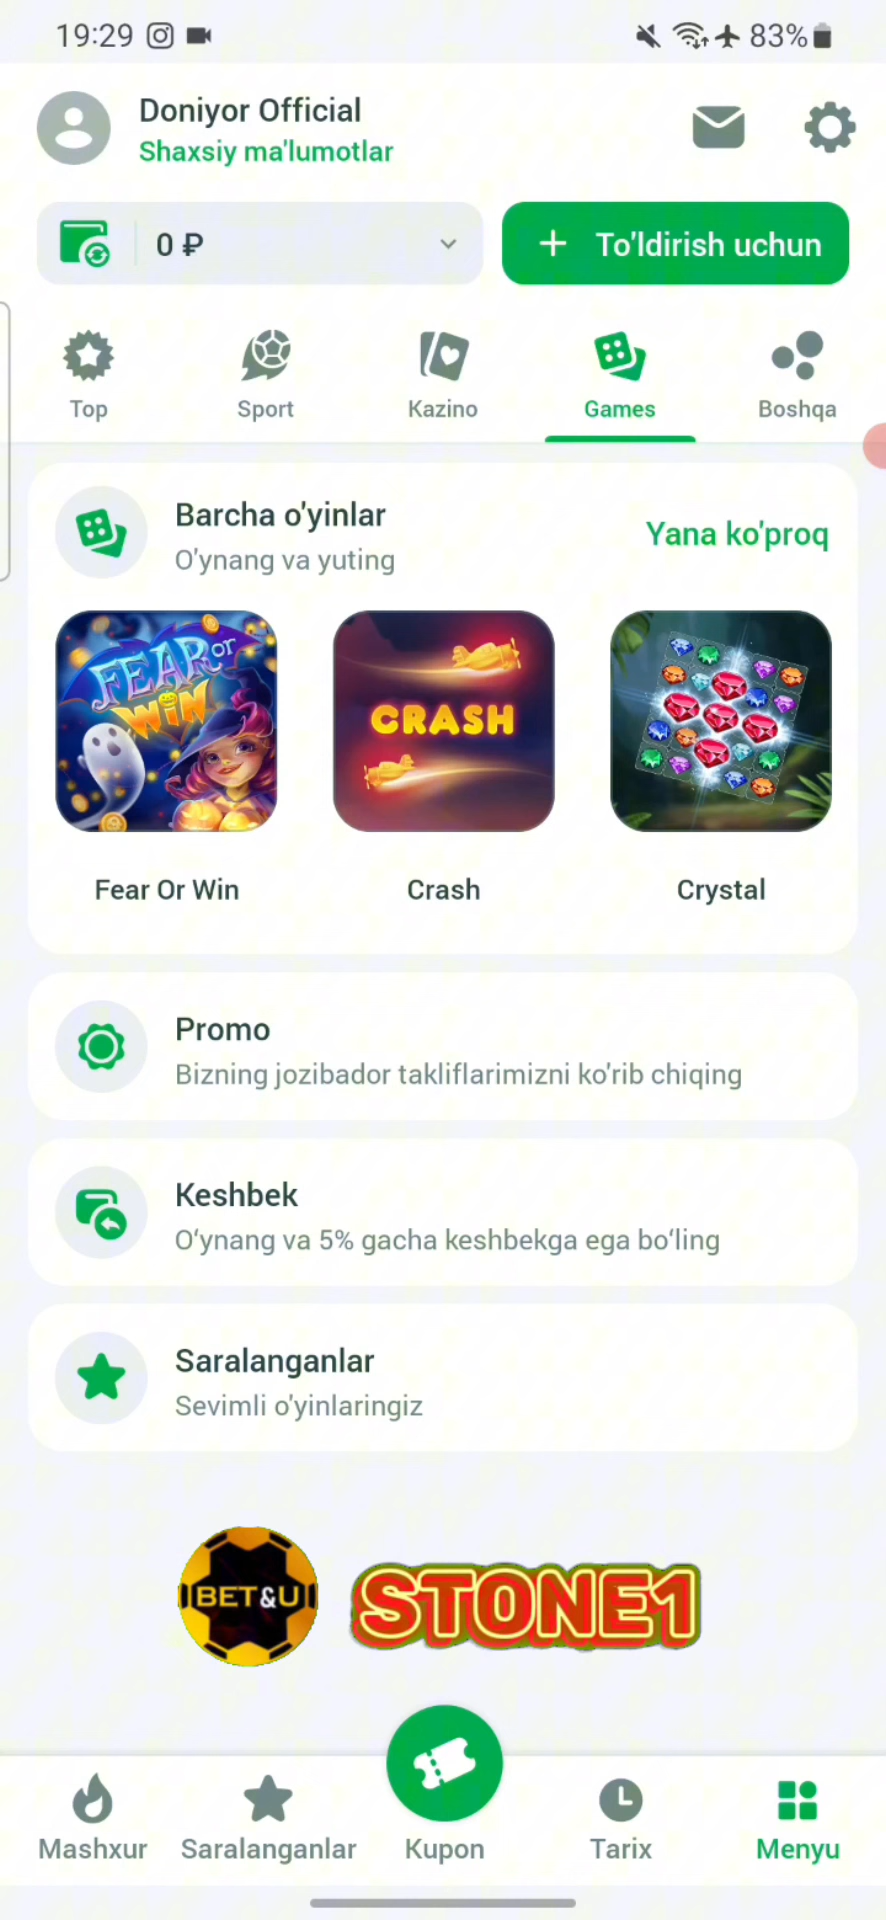 19:29
83%
Doniyor Official
Shaxsiy ma'lumotlar
0 ₽
+ To'ldirish uchun
Top
Sport
Kazino
Games
Boshqa
Barcha o'yinlar
O'ynang va yuting
Yana ko'proq
FEAR or
WIN
CRASH
Fear Or Win
Crash
Crystal
Promo
Bizning jozibador takliflarimizni ko'rib chiqing
Keshbek
O‘ynang va 5% gacha keshbekga ega bo‘ling
Saralanganlar
Sevimli o'yinlaringiz
BET&U
STONE1
Mashxur
Saralanganlar
Kupon
Tarix
Menyu